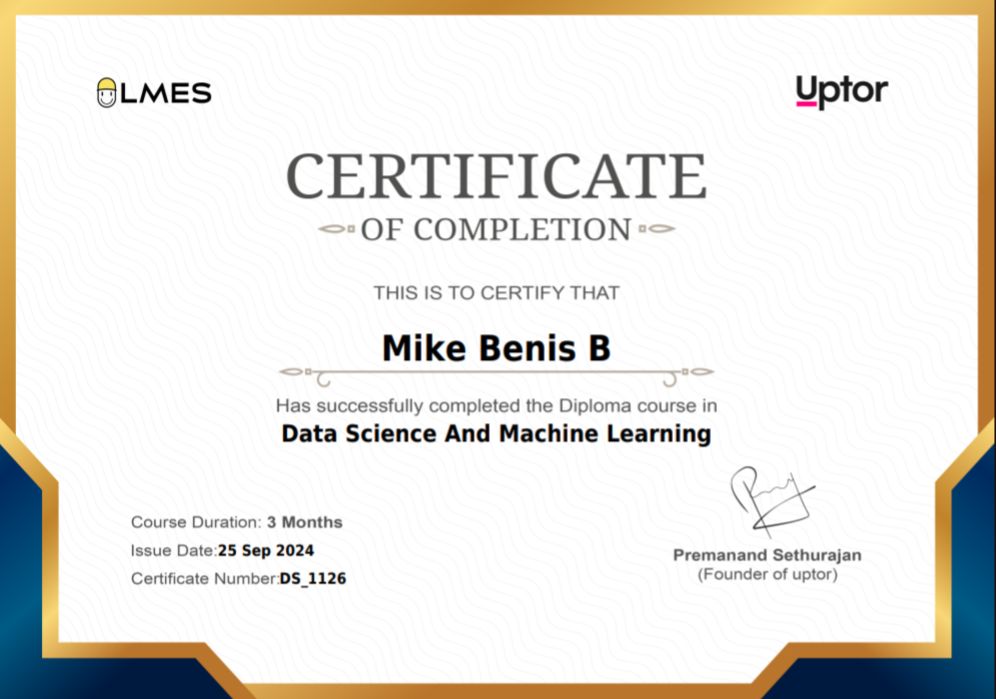 LMES
Uptor
CERTIFICATE
OF COMPLETION
THIS IS TO CERTIFY THAT
Mike Benis B
Has successfully completed the Diploma course in
Data Science And Machine Learning
Course Duration: 3 Months
Issue Date:25 Sep 2024
Certificate Number:DS_1126
Premanand Sethurajan
(Founder of uptor)